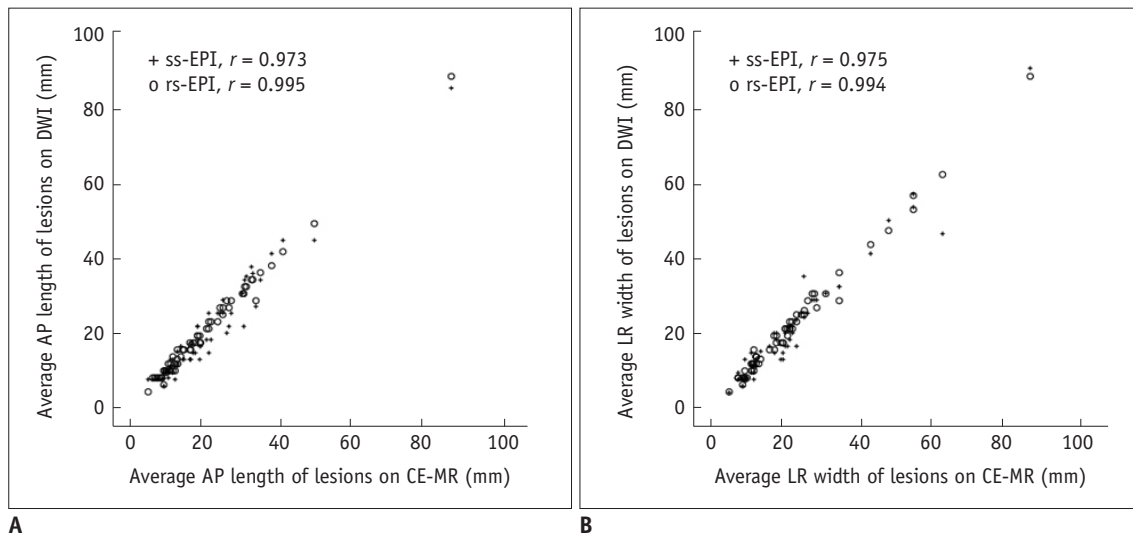 100
+ ss-EPI, r = 0.973
o rs-EPI, r = 0.995
80
60
40
20
0
Average AP length of lesions on DWI (mm)
0 20 40 60 80 100
Average AP length of lesions on CE-MR (mm)
A
100
+ ss-EPI, r = 0.975
o rs-EPI, r = 0.994
80
60
40
20
0
Average LR width of lesions on DWI (mm)
0 20 40 60 80 100
Average LR width of lesions on CE-MR (mm)
B